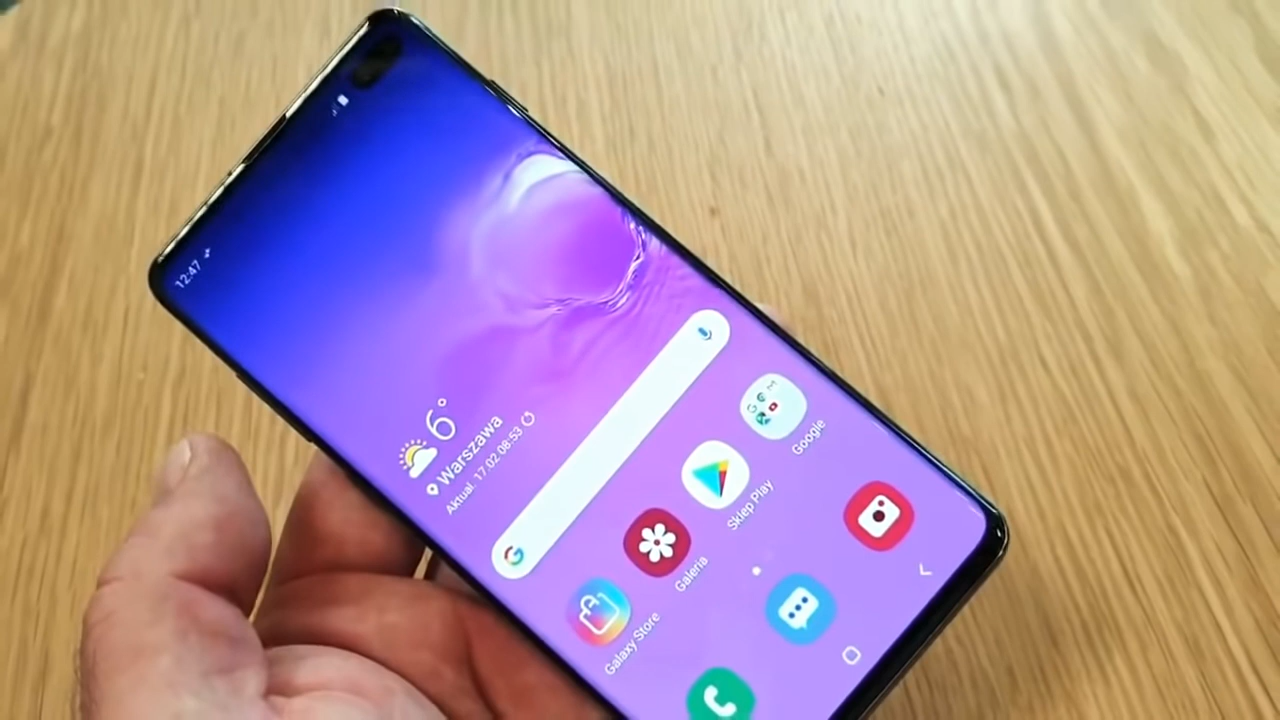 12:47
6°
Warszawa
Aktual. 17.02 08:53
Galaxy Store
Galeria
Sklep Play
Google